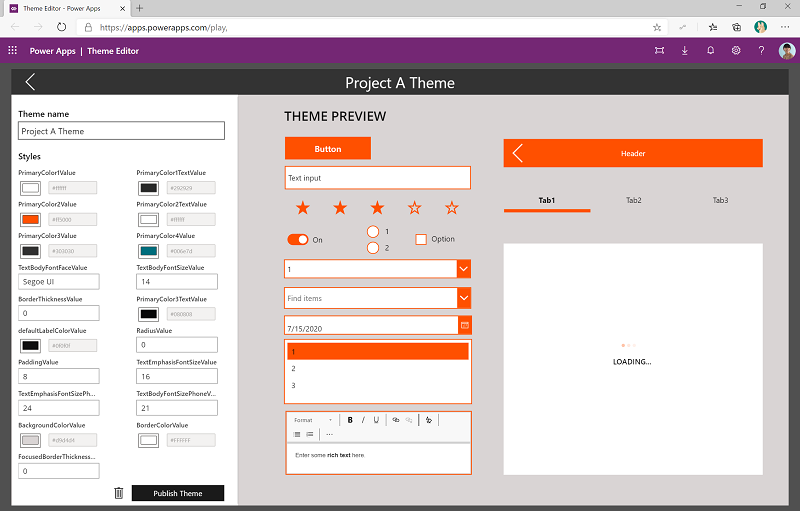 Theme Editor - Power Apps
https://apps.powerapps.com/play,
Power Apps | Theme Editor
Project A Theme
Theme name
Project A Theme
Styles
PrimaryColor1Value
#ffffff
PrimaryColor1TextValue
#292929
PrimaryColor2Value
#ff5000
PrimaryColor2TextValue
#ffffff
PrimaryColor3Value
#303030
PrimaryColor4Value
#006e7d
TextBodyFontFaceValue
Segoe UI
TextBodyFontSizeValue
14
BorderThicknessValue
0
PrimaryColor3TextValue
#080808
defaultLabelColorValue
RadiusValue
0
PaddingValue
8
TextEmphasisFontSizeValue
16
TextEmphasisFontSizePh...
24
TextBodyFontSizePhoneV...
21
BackgroundColorValue
#d9d4d4
BorderColorValue
#FFFFFF
FocusedBorderThickness...
0
Publish Theme
THEME PREVIEW
Button
Text input
On
1
2
Option
1
Find items
7/15/2020
1
2
3
Format
B I U
...
Enter some rich text here.
Header
Tab1 Tab2 Tab3
LOADING...